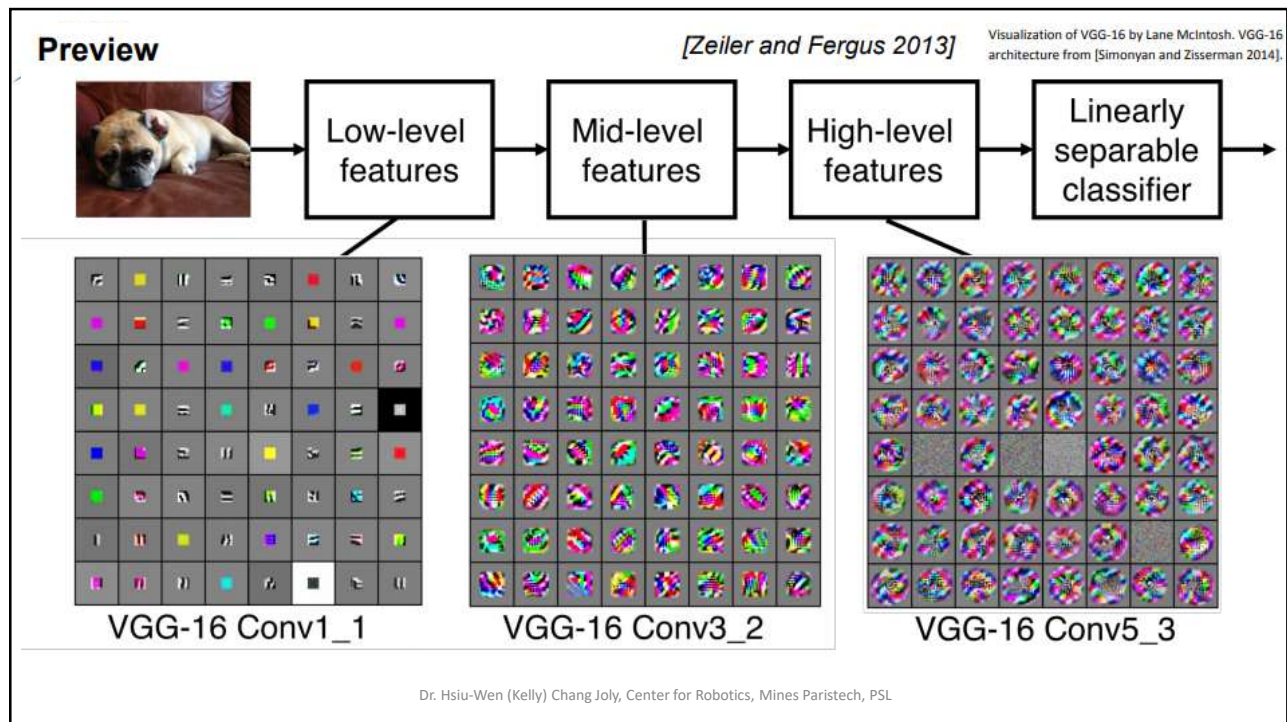 Preview
[Zeiler and Fergus 2013]
Visualization of VGG-16 by Lane McIntosh. VGG-16
architecture from [Simonyan and Zisserman 2014].
Low-level
features
Mid-level
features
High-level
features
Linearly
separable
classifier
VGG-16 Conv1_1
VGG-16 Conv3_2
VGG-16 Conv5_3
Dr. Hsiu-Wen (Kelly) Chang Joly, Center for Robotics, Mines Paristech, PSL